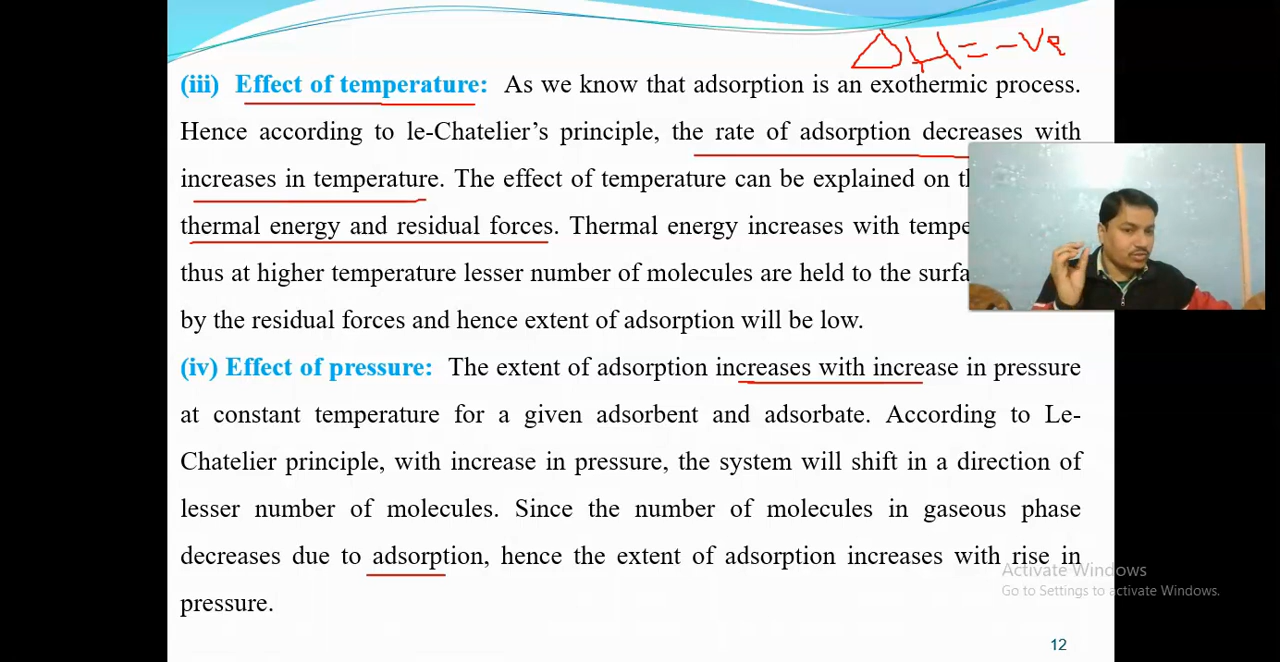 ΔH = -Ve
(iii) Effect of temperature: As we know that adsorption is an exothermic process.
Hence according to le-Chatelier's principle, the rate of adsorption decreases with
increases in temperature. The effect of temperature can be explained on
thermal energy and residual forces. Thermal energy increases with
thus at higher temperature lesser number of molecules are held to the
by the residual forces and hence extent of adsorption will be low.
(iv) Effect of pressure: The extent of adsorption increases with increase in pressure
at constant temperature for a given adsorbent and adsorbate. According to Le-
Chatelier principle, with increase in pressure, the system will shift in a direction of
lesser number of molecules. Since the number of molecules in gaseous phase
decreases due to adsorption, hence the extent of adsorption increases with rise in
pressure.
Activate Windows
Go to Settings to activate Windows.
12